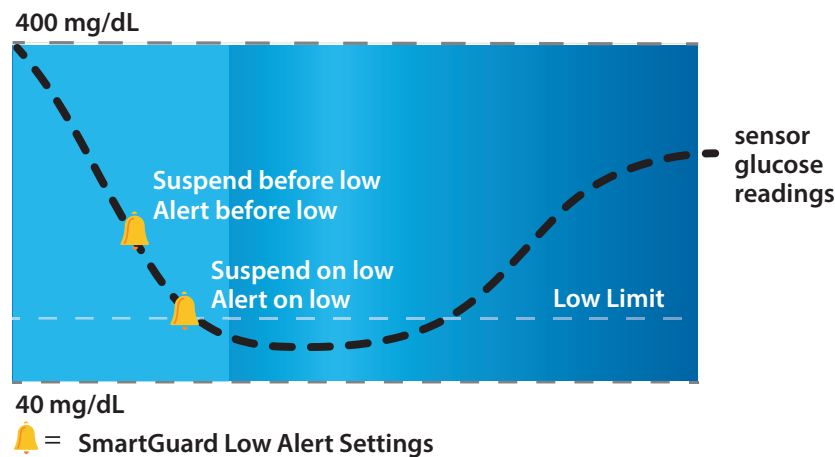 400 mg/dL
sensor
glucose
readings
Suspend before low
Alert before low
Suspend on low
Alert on low
Low Limit
40 mg/dL
= SmartGuard Low Alert Settings